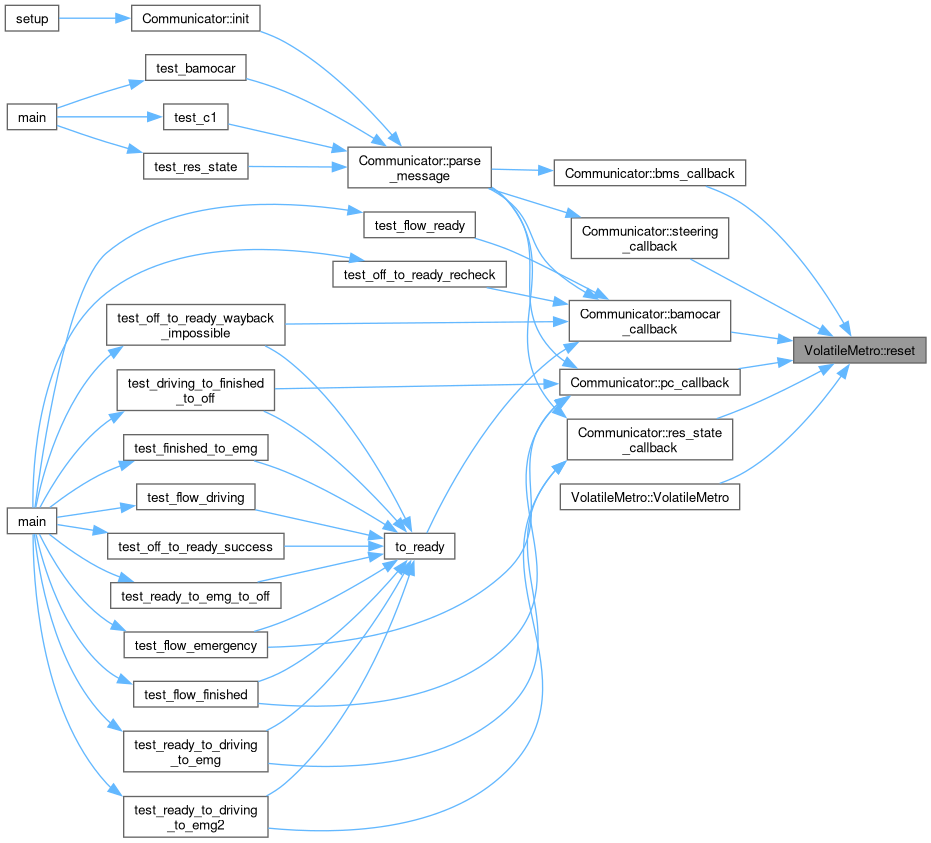 setup
Communicator::init
test_bamocar
main
test_c1
test_res_state
Communicator::parse
_message
Communicator::bms_callback
test_flow_ready
Communicator::steering
_callback
test_off_to_ready_recheck
test_off_to_ready_wayback
_impossible
Communicator::bamocar
_callback
VolatileMetro::reset
test_driving_to_finished
_to_off
Communicator::pc_callback
test_finished_to_emg
Communicator::res_state
_callback
test_flow_driving
VolatileMetro::VolatileMetro
main
test_off_to_ready_success
to_ready
test_ready_to_emg_to_off
test_flow_emergency
test_flow_finished
test_ready_to_driving
_to_emg
test_ready_to_driving
_to_emg2